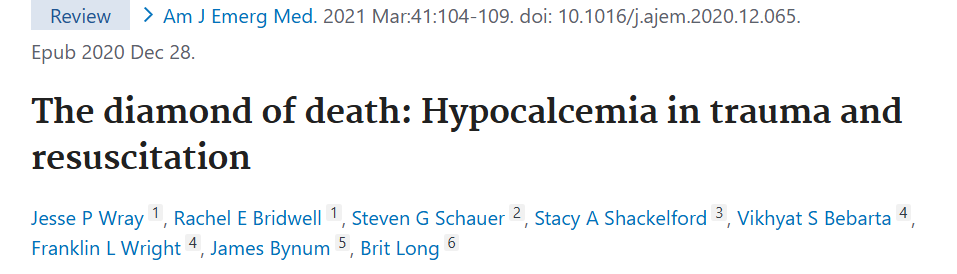 Review > Am J Emerg Med. 2021 Mar:41:104-109. doi: 10.1016/j.ajem.2020.12.065.
Epub 2020 Dec 28.
The diamond of death: Hypocalcemia in trauma and
resuscitation
Jesse P Wray 1, Rachel E Bridwell 1, Steven G Schauer 2, Stacy A Shackelford 3, Vikhyat S Bebarta 4,
Franklin L Wright 4, James Bynum 5, Brit Long 6